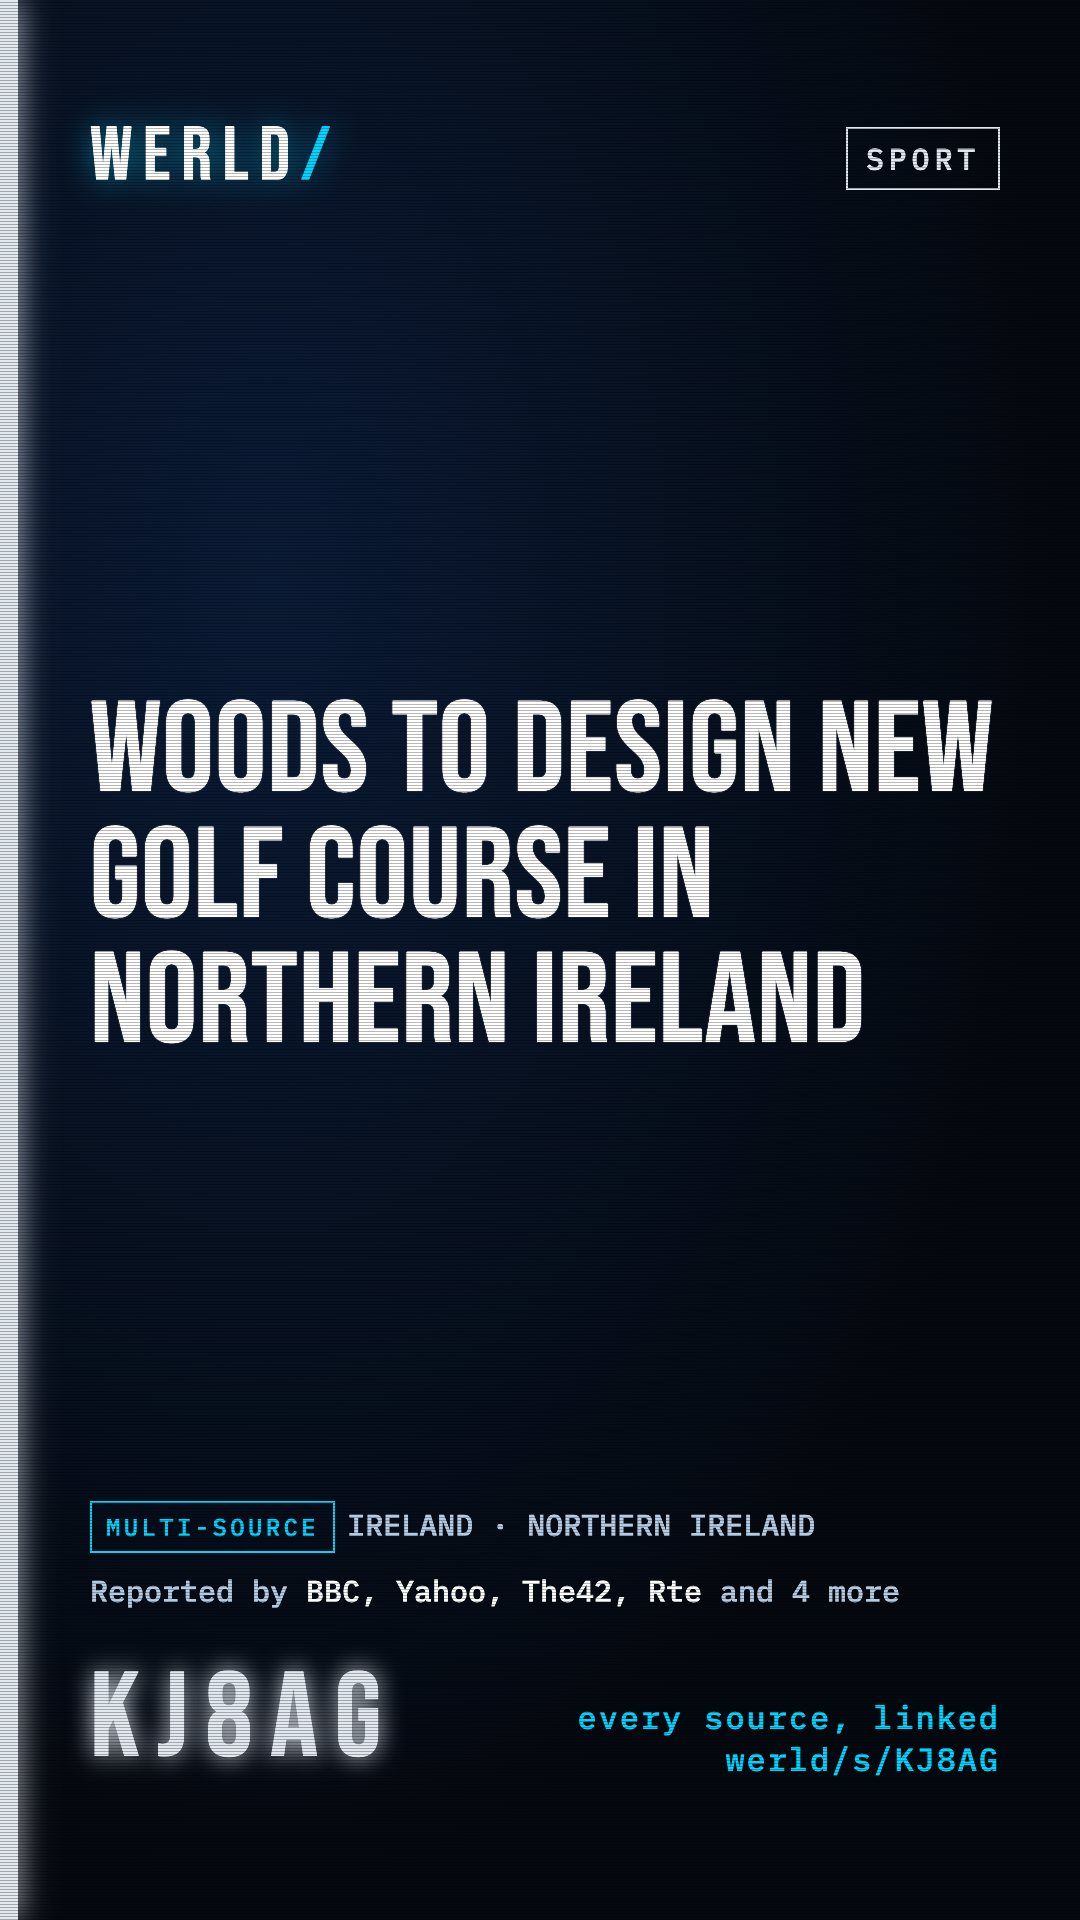 WERLD/
SPORT
WOODS TO DESIGN NEW
GOLF COURSE IN
NORTHERN IRELAND
MULTI-SOURCE IRELAND · NORTHERN IRELAND
Reported by BBC, Yahoo, The42, Rte and 4 more
KJ8AG
every source, linked
werld/s/KJ8AG